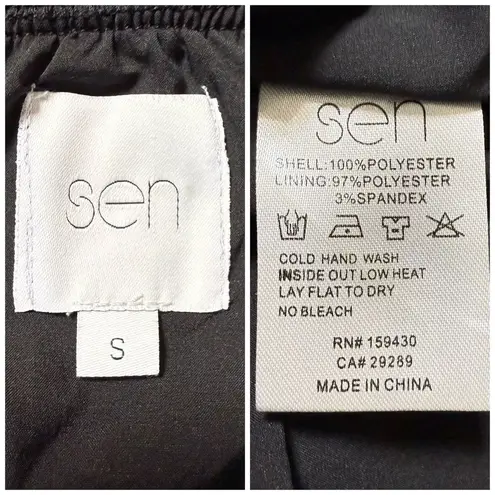 sen
S
sen
SHELL:100%POLYESTER
LINING:97%POLYESTER
3%SPANDEX
COLD HAND WASH
INSIDE OUT LOW HEAT
LAY FLAT TO DRY
NO BLEACH
RN# 159430
CA# 29289
MADE IN CHINA